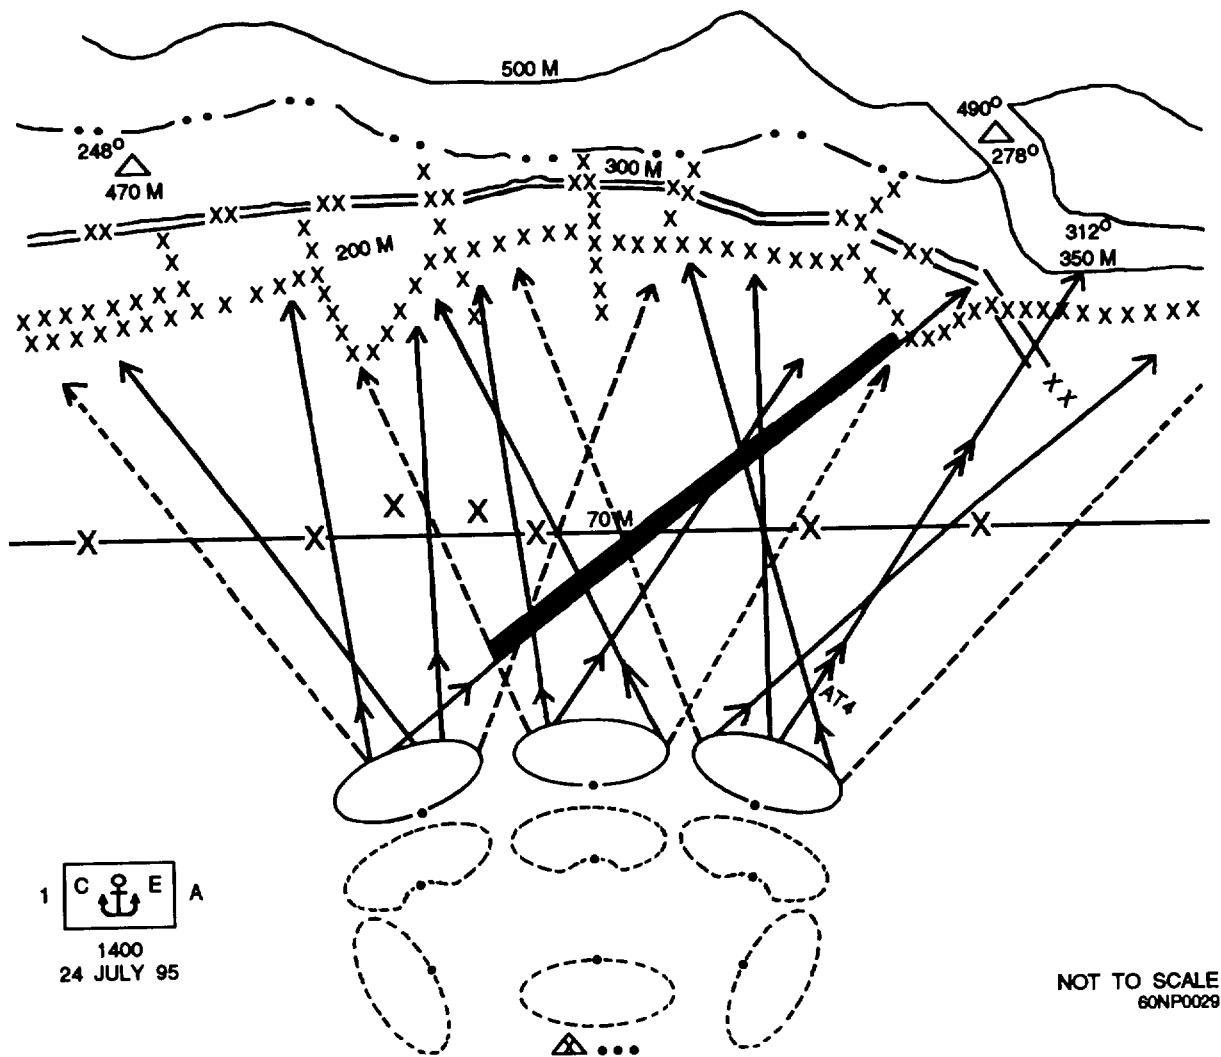 500 M
490°
248°
278°
300 M
470 M
312°
200 M
350 M
70 M
AT4
1 C E A
1400
24 JULY 95
NOT TO SCALE
60NP0029